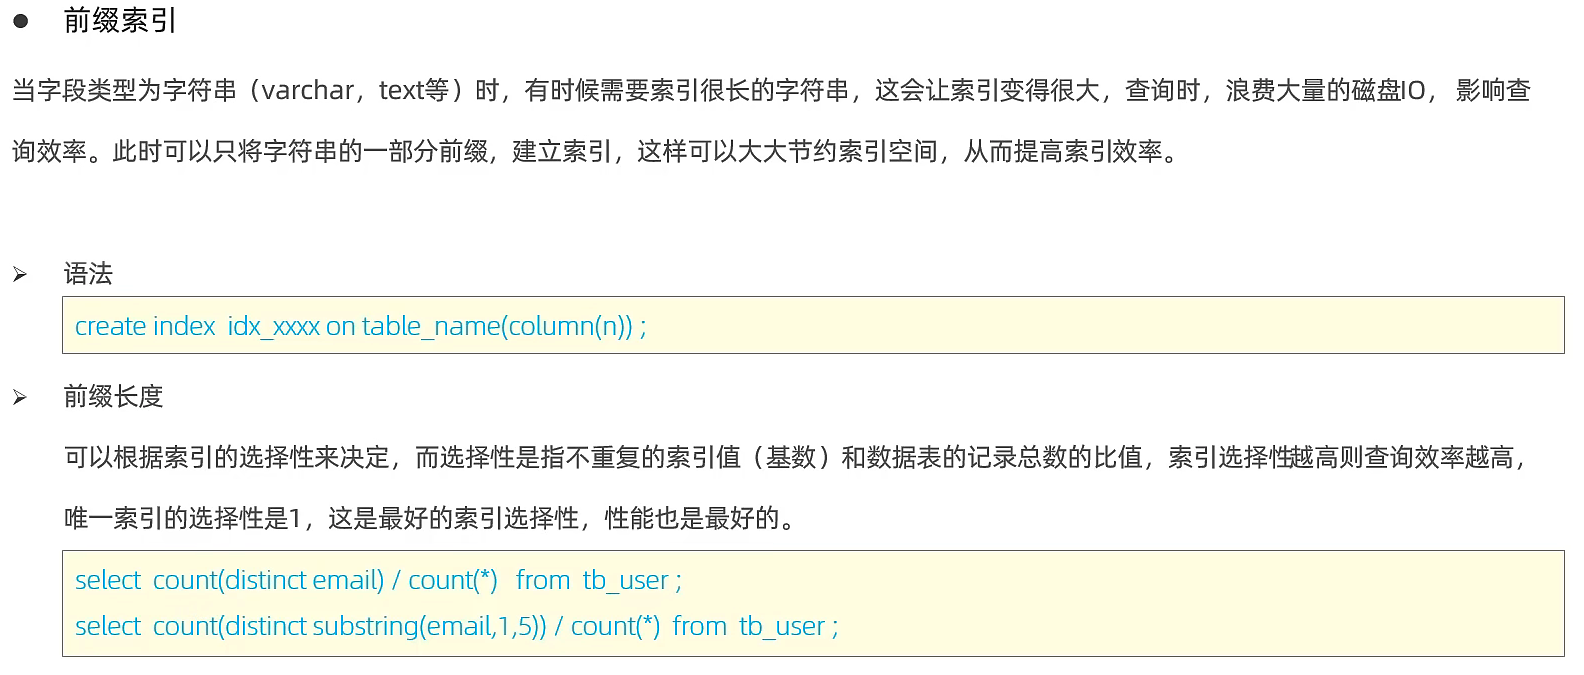 ● 前缀索引
当字段类型为字符串（varchar，text等）时，有时候需要索引很长的字符串，这会让索引变得很大，查询时，浪费大量的磁盘IO， 影响查
询效率。此时可以只将字符串的一部分前缀，建立索引，这样可以大大节约索引空间，从而提高索引效率。
➢ 语法
create index  idx_xxxx on table_name(column(n)) ;
➢ 前缀长度
可以根据索引的选择性来决定，而选择性是指不重复的索引值（基数）和数据表的记录总数的比值，索引选择性越高则查询效率越高，
唯一索引的选择性是1，这是最好的索引选择性，性能也是最好的。
select  count(distinct email) / count(*)   from  tb_user ;
select  count(distinct substring(email,1,5)) / count(*)  from  tb_user ;